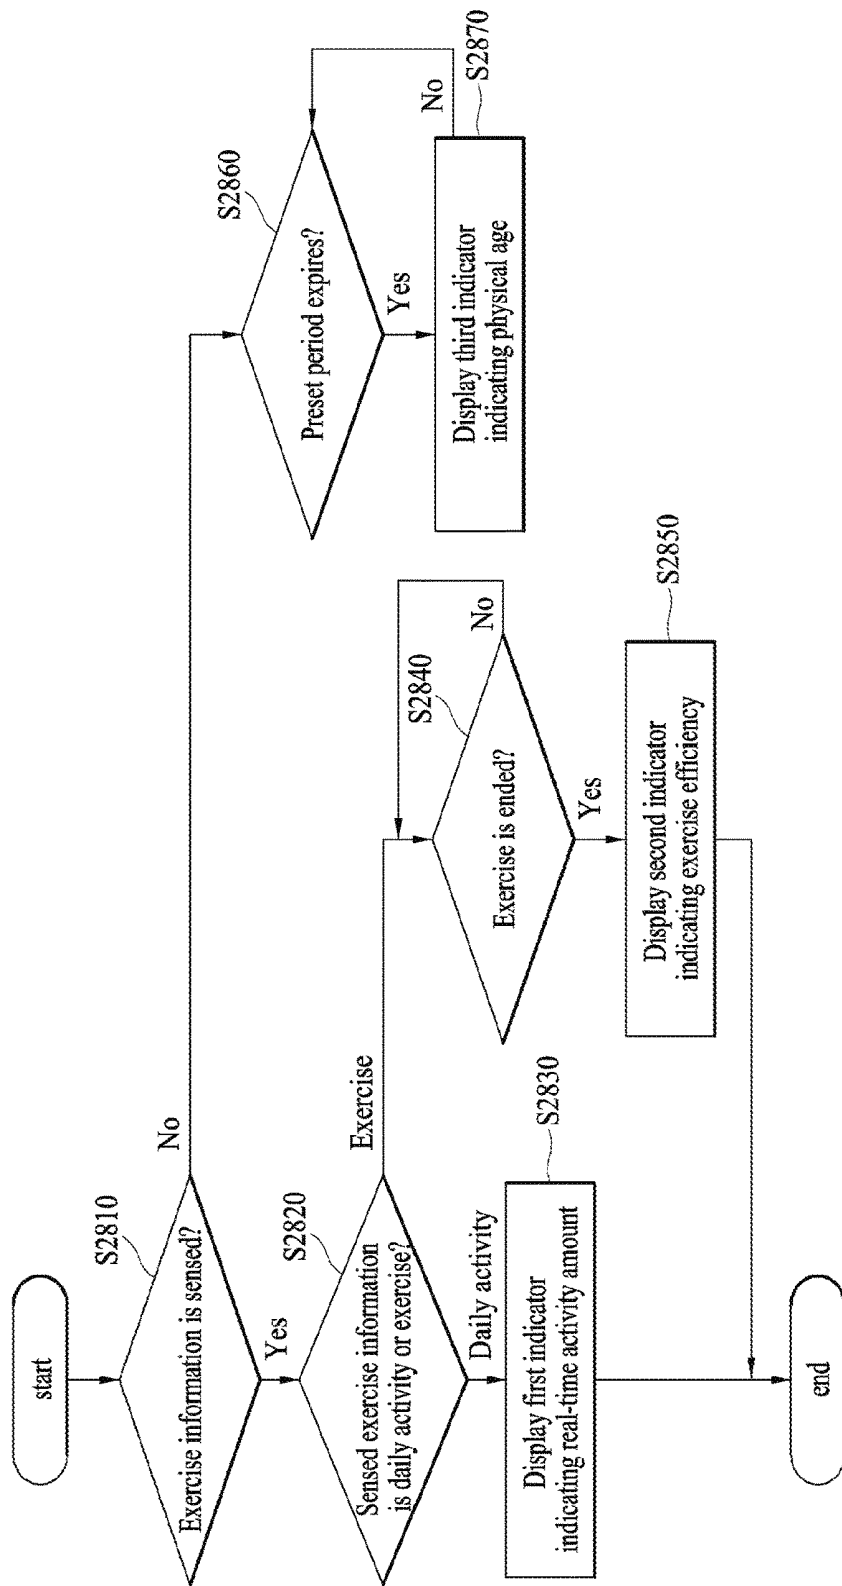 start
S2810
Exercise information is sensed?
No
Yes
S2820
Sensed exercise information
is daily activity or exercise?
Exercise
Daily activity
S2830
Display first indicator
indicating real-time activity amount
S2840
Exercise is ended?
No
Yes
S2850
Display second indicator
indicating exercise efficiency
S2860
Preset period expires?
No
Yes
S2870
Display third indicator
indicating physical age
end